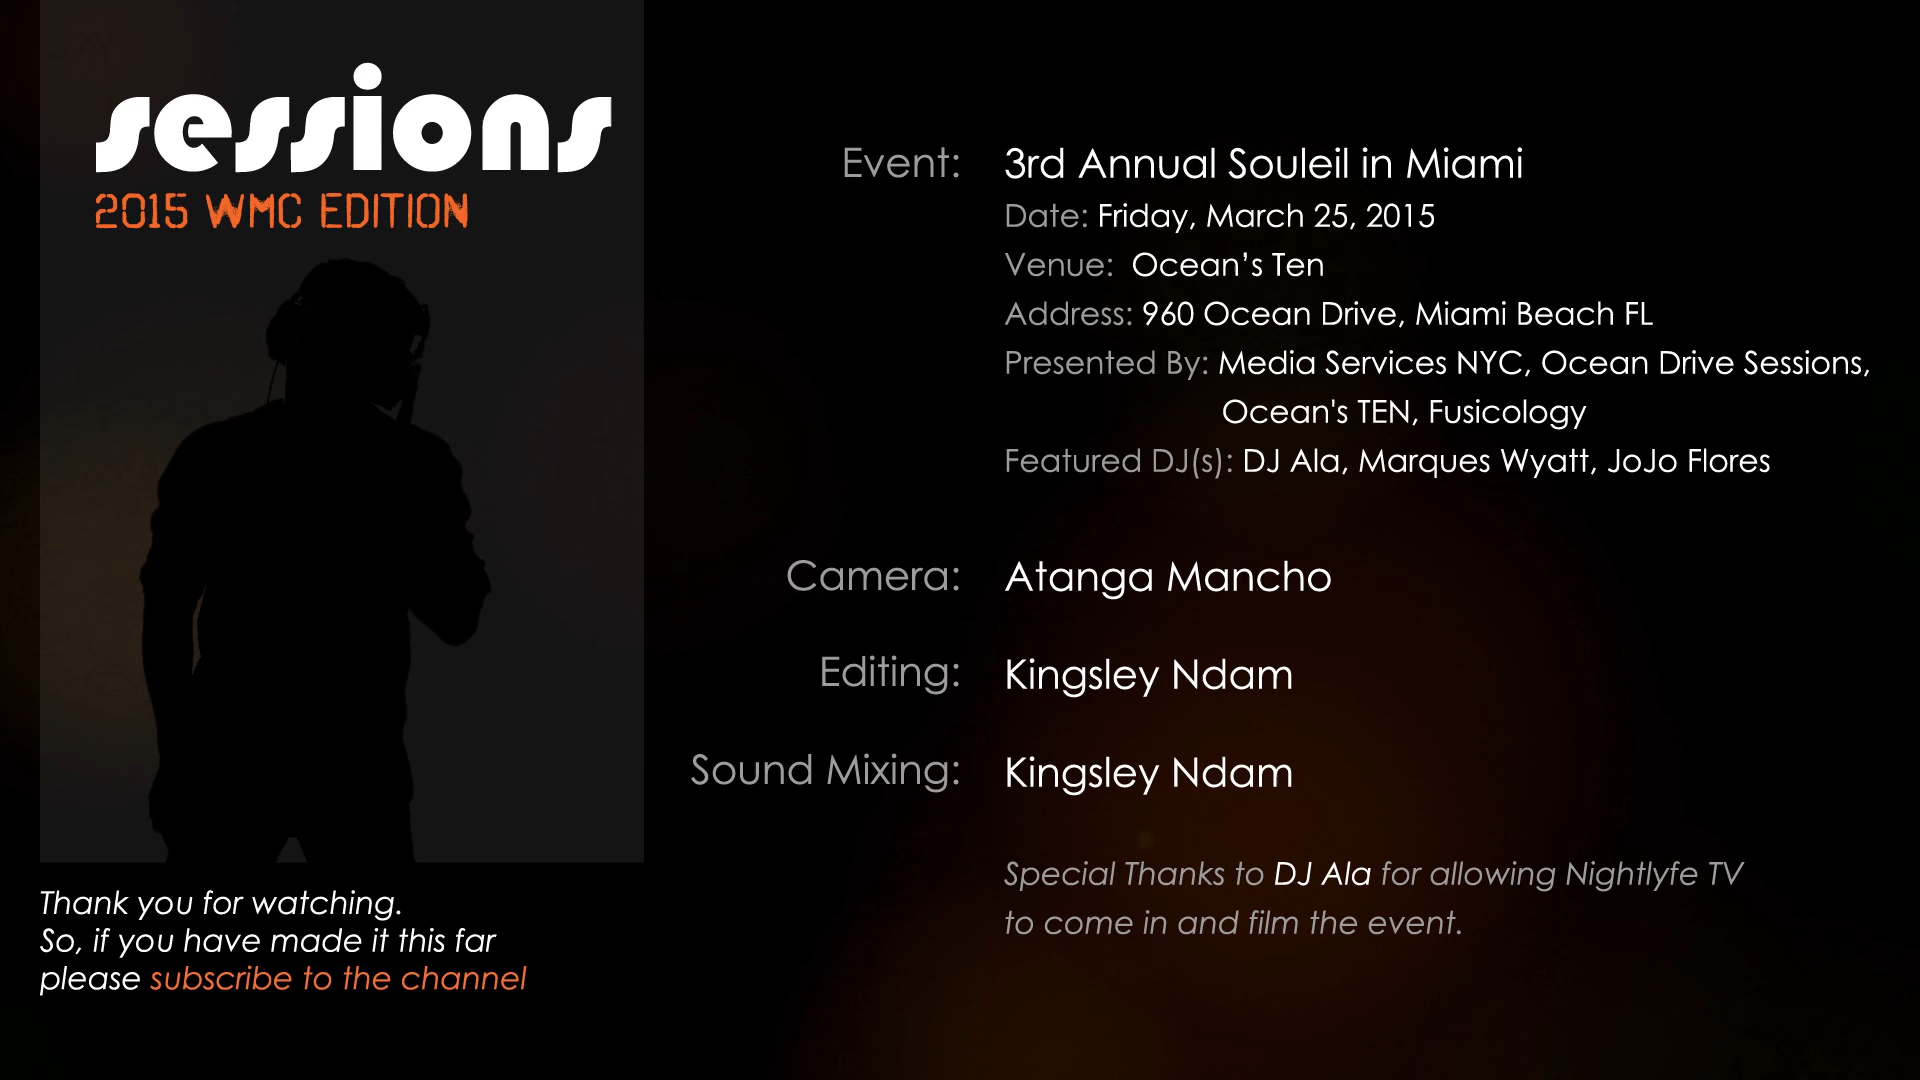 sessions
2015 WMC EDITION
Event: 3rd Annual Souleil in Miami
Date: Friday, March 25, 2015
Venue: Ocean’s Ten
Address: 960 Ocean Drive, Miami Beach FL
Presented By: Media Services NYC, Ocean Drive Sessions,
Ocean's TEN, Fusicology
Featured DJ(s): DJ Ala, Marques Wyatt, JoJo Flores
Camera: Atanga Mancho
Editing: Kingsley Ndam
Sound Mixing: Kingsley Ndam
Special Thanks to DJ Ala for allowing Nightlyfe TV
to come in and film the event.
Thank you for watching.
So, if you have made it this far
please subscribe to the channel